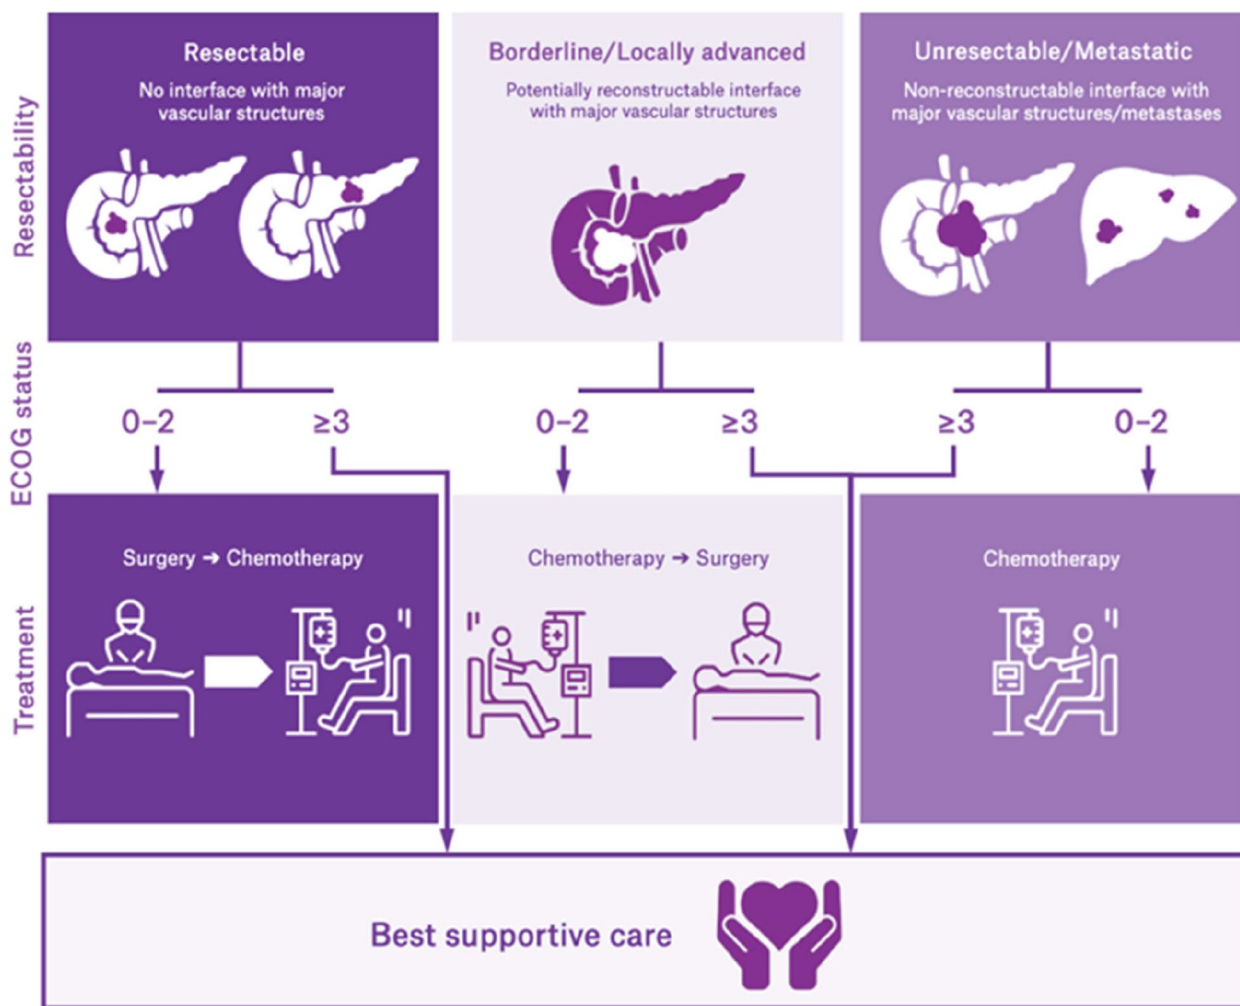 Resectability
Resectable
No interface with major
vascular structures
Borderline/Locally advanced
Potentially reconstructable interface
with major vascular structures
Unresectable/Metastatic
Non-reconstructable interface with
major vascular structures/metastases
ECOG status
0–2
≥3
0–2
≥3
≥3
0–2
Treatment
Surgery → Chemotherapy
Chemotherapy → Surgery
Chemotherapy
Best supportive care